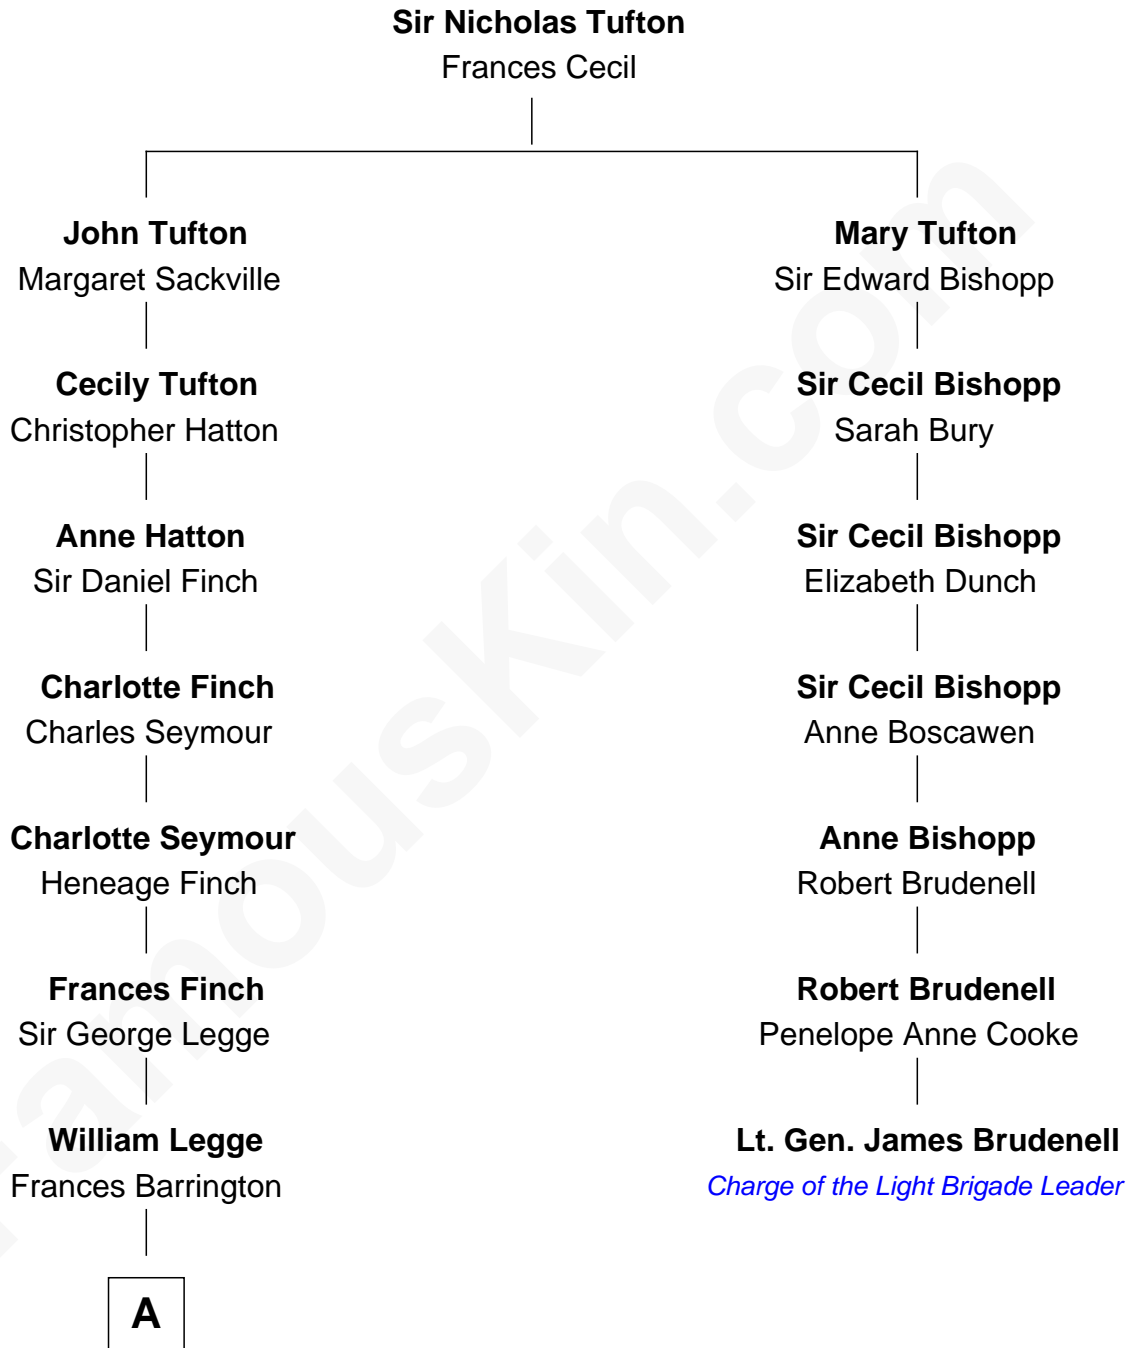 Sir Nicholas Tufton
Frances Cecil
John Tufton
Margaret Sackville
Cecily Tufton
Christopher Hatton
Anne Hatton
Sir Daniel Finch
Charlotte Finch
Charles Seymour
Charlotte Seymour
Heneage Finch
Frances Finch
Sir George Legge
William Legge
Frances Barrington
A
Mary Tufton
Sir Edward Bishopp
Sir Cecil Bishopp
Sarah Bury
Sir Cecil Bishopp
Elizabeth Dunch
Sir Cecil Bishopp
Anne Boscawen
Anne Bishopp
Robert Brudenell
Robert Brudenell
Penelope Anne Cooke
Lt. Gen. James Brudenell
Charge of the Light Brigade Leader
FamousKin.com